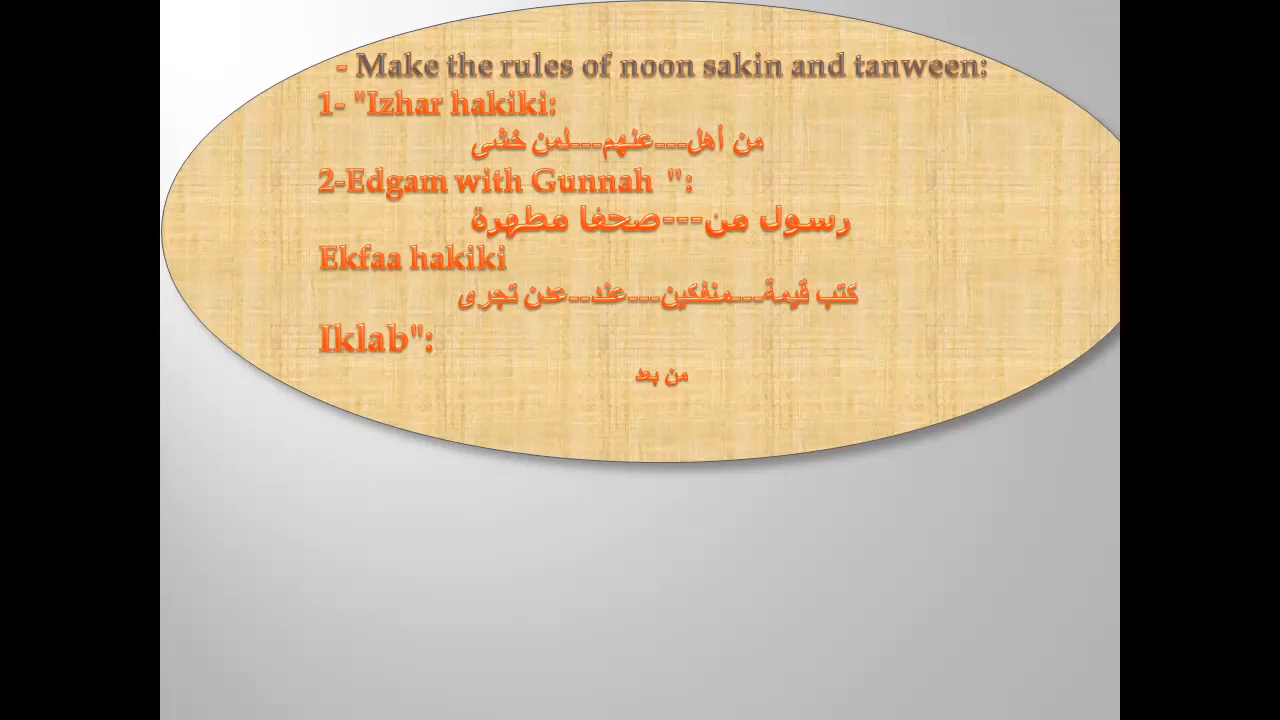 - Make the rules of noon sakin and tanween:
1- "Izhar hakiki:
من أهل---عنهم---لمن خشى
2-Edgam with Gunnah ":
رسول من---صحفا مطهرة
Ekfaa hakiki
كتب قيمة---منفكين---عند--عدن تجرى
Iklab":
من بعد